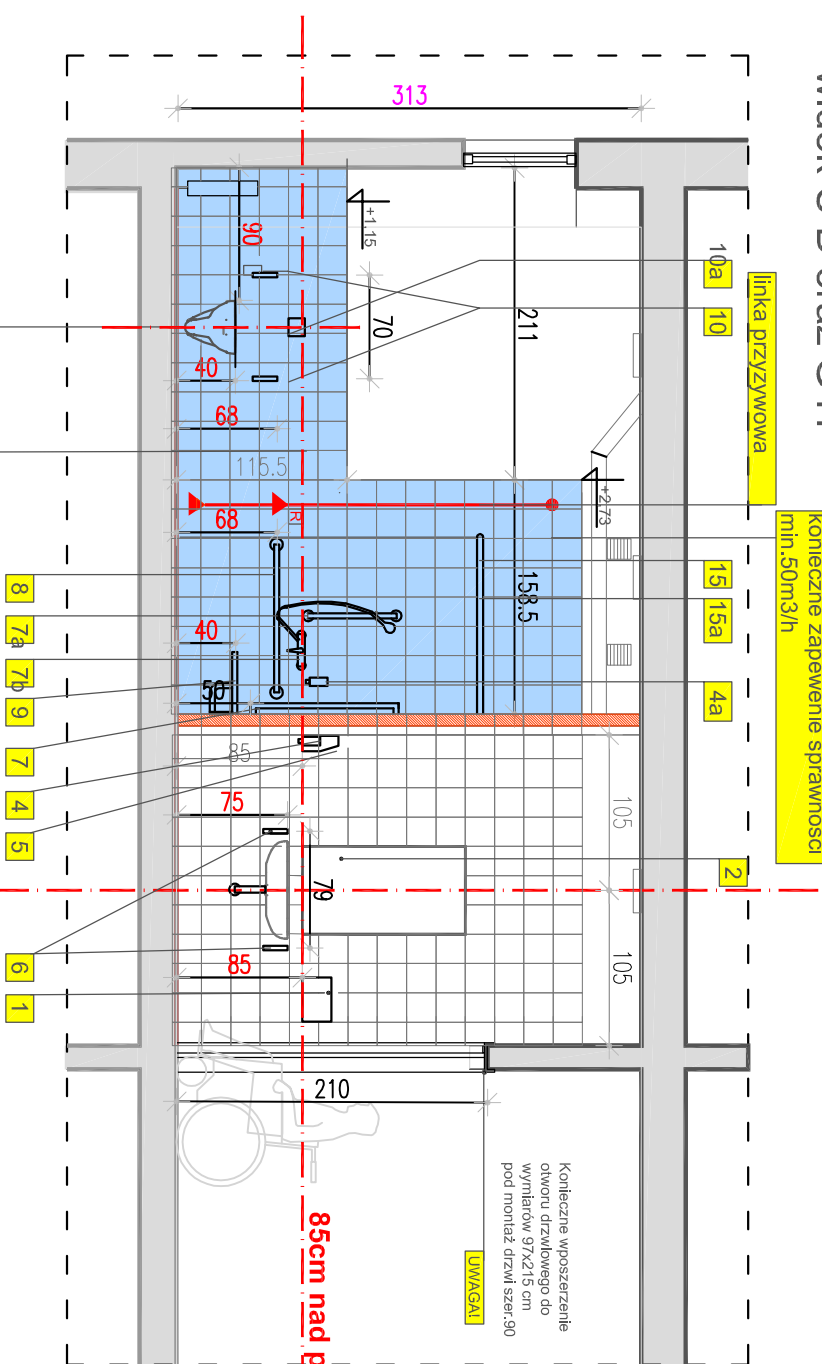 linka przyzywowa
konieczne zapewenie sprawności
min.50m3/h
10a
10
15
15a
4a
2
313
+1.15
90
70
211
40
68
115.5
+2.73
R
68
158.5
40
50
85
105
75
79
105
85
210
Konieczne wposzerzenie
otworu drzwiowego do
wymiarów 97x215 cm
pod montaż drzwi szer.90
UWAGA!
85cm nad p
8
7a
7b
9
7
4
5
6
1